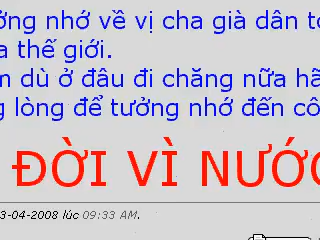 ởng nhớ về vị cha già dân tộ
a thế giới.
m dù ở đâu đi chăng nữa hã
g lòng để tưởng nhớ đến cô
ĐỜI VÌ NƯỚC
3-04-2008 lúc 09:33 AM.